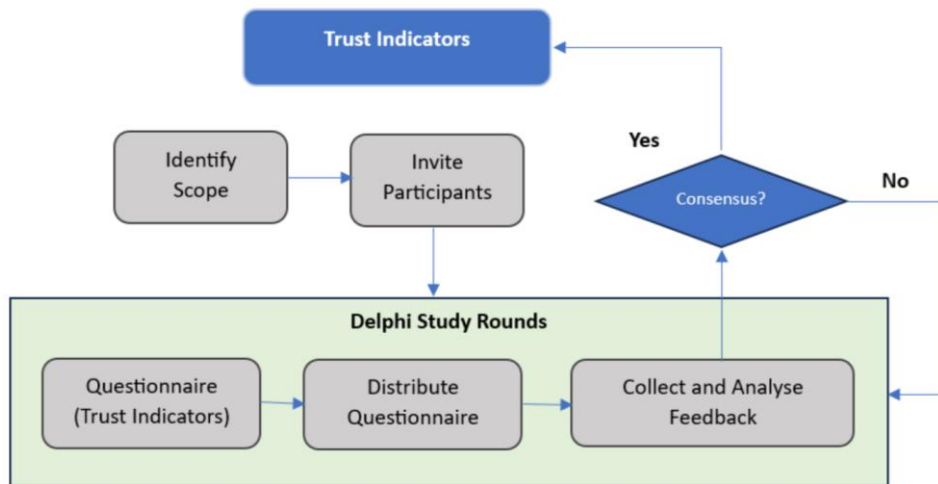 Trust Indicators
Yes
Identify
Scope
Invite
Participants
Consensus?
No
Delphi Study Rounds
Questionnaire
(Trust Indicators)
Distribute
Questionnaire
Collect and Analyse
Feedback